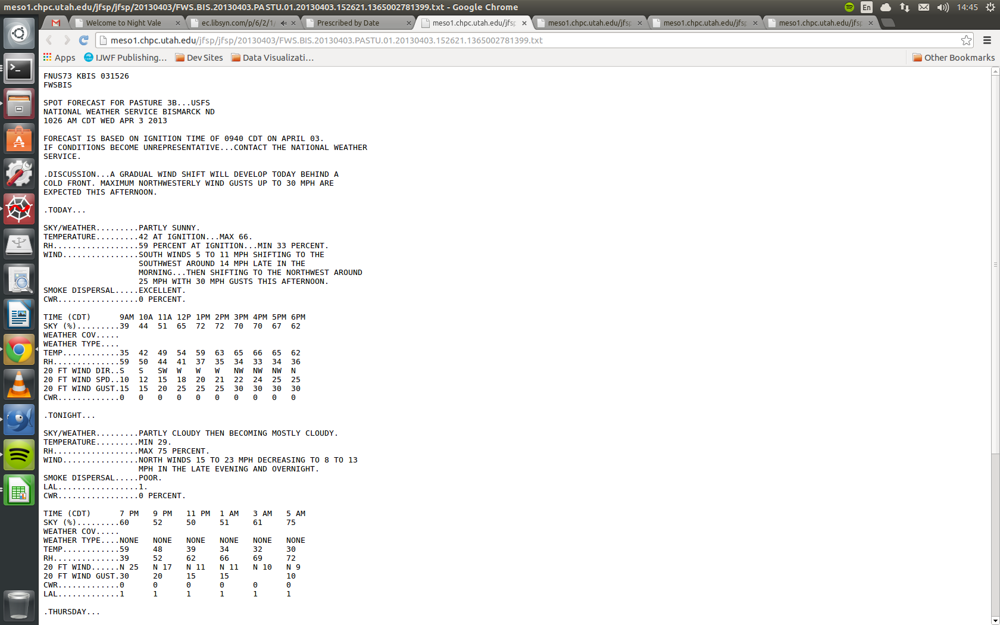 meso1.chpc.utah.edu/jfsp/jfsp/20130403/FWS.BIS.20130403.PASTU.01.20130403.152621.1365002781399.txt - Google Chrome
En
14:45
Welcome to Night Vale
ec.libsyn.com/p/6/2/1/
Prescribed by Date
meso1.chpc.utah.edu/jfsp
meso1.chpc.utah.edu/jfsp
meso1.chpc.utah.edu/jfsp
meso1.chpc.utah.edu/jfsp
meso1.chpc.utah.edu/jfsp/jfsp/20130403/FWS.BIS.20130403.PASTU.01.20130403.152621.1365002781399.txt
Apps
IJWF Publishing...
Dev Sites
Data Visualizati...
Other Bookmarks
FNUS73 KBIS 031526
FWSBIS
SPOT FORECAST FOR PASTURE 3B...USFS
NATIONAL WEATHER SERVICE BISMARCK ND
1026 AM CDT WED APR 3 2013
FORECAST IS BASED ON IGNITION TIME OF 0940 CDT ON APRIL 03.
IF CONDITIONS BECOME UNREPRESENTATIVE...CONTACT THE NATIONAL WEATHER
SERVICE.
.DISCUSSION...A GRADUAL WIND SHIFT WILL DEVELOP TODAY BEHIND A
COLD FRONT. MAXIMUM NORTHWESTERLY WIND GUSTS UP TO 30 MPH ARE
EXPECTED THIS AFTERNOON.
.TODAY...
SKY/WEATHER.........PARTLY SUNNY.
TEMPERATURE.........42 AT IGNITION...MAX 66.
RH..................59 PERCENT AT IGNITION...MIN 33 PERCENT.
WIND................SOUTH WINDS 5 TO 11 MPH SHIFTING TO THE
SOUTHWEST AROUND 14 MPH LATE IN THE
MORNING...THEN SHIFTING TO THE NORTHWEST AROUND
25 MPH WITH 30 MPH GUSTS THIS AFTERNOON.
SMOKE DISPERSAL.....EXCELLENT.
CWR.................0 PERCENT.
TIME (CDT)      9AM 10A 11A 12P 1PM 2PM 3PM 4PM 5PM 6PM
SKY (%).........39  44  51  65  72  72  70  70  67  62
WEATHER COV.....
WEATHER TYPE....
TEMP............35  42  49  54  59  63  65  66  65  62
RH..............59  50  44  41  37  35  34  33  34  36
20 FT WIND DIR..S   S   SW  W   W   W   NW  NW  NW  N
20 FT WIND SPD..10  12  15  18  20  21  22  24  25  25
20 FT WIND GUST.15  15  20  25  25  25  30  30  30  30
CWR.............0   0   0   0   0   0   0   0   0   0
.TONIGHT...
SKY/WEATHER.........PARTLY CLOUDY THEN BECOMING MOSTLY CLOUDY.
TEMPERATURE.........MIN 29.
RH..................MAX 75 PERCENT.
WIND................NORTH WINDS 15 TO 23 MPH DECREASING TO 8 TO 13
MPH IN THE LATE EVENING AND OVERNIGHT.
SMOKE DISPERSAL.....POOR.
LAL.................1.
CWR.................0 PERCENT.
TIME (CDT)      7 PM   9 PM   11 PM  1 AM   3 AM   5 AM
SKY (%).........60     52     50     51     61     75
WEATHER COV.....
WEATHER TYPE....NONE   NONE   NONE   NONE   NONE   NONE
TEMP............59     48     39     34     32     30
RH..............39     52     62     66     69     72
20 FT WIND......N 25   N 17   N 11   N 11   N 10   N 9
20 FT WIND GUST.30     20     15     15            10
CWR.............0      0      0      0      0      0
LAL.............1      1      1      1      1      1
.THURSDAY...